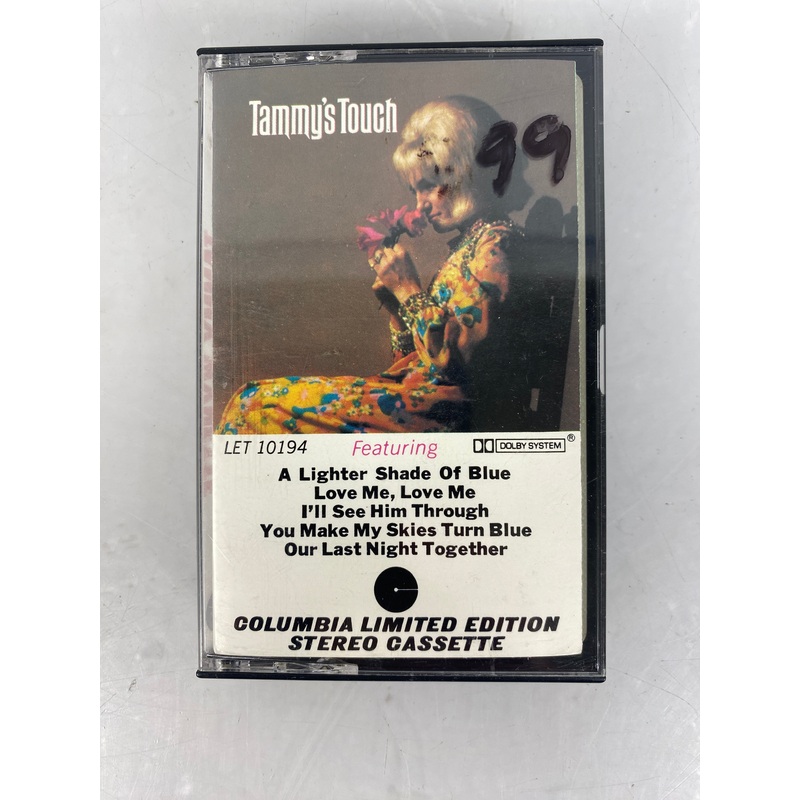 Tammy's Touch
99
LET 10194 Featuring DOLBY SYSTEM®
A Lighter Shade Of Blue
Love Me, Love Me
I'll See Him Through
You Make My Skies Turn Blue
Our Last Night Together
COLUMBIA LIMITED EDITION
STEREO CASSETTE